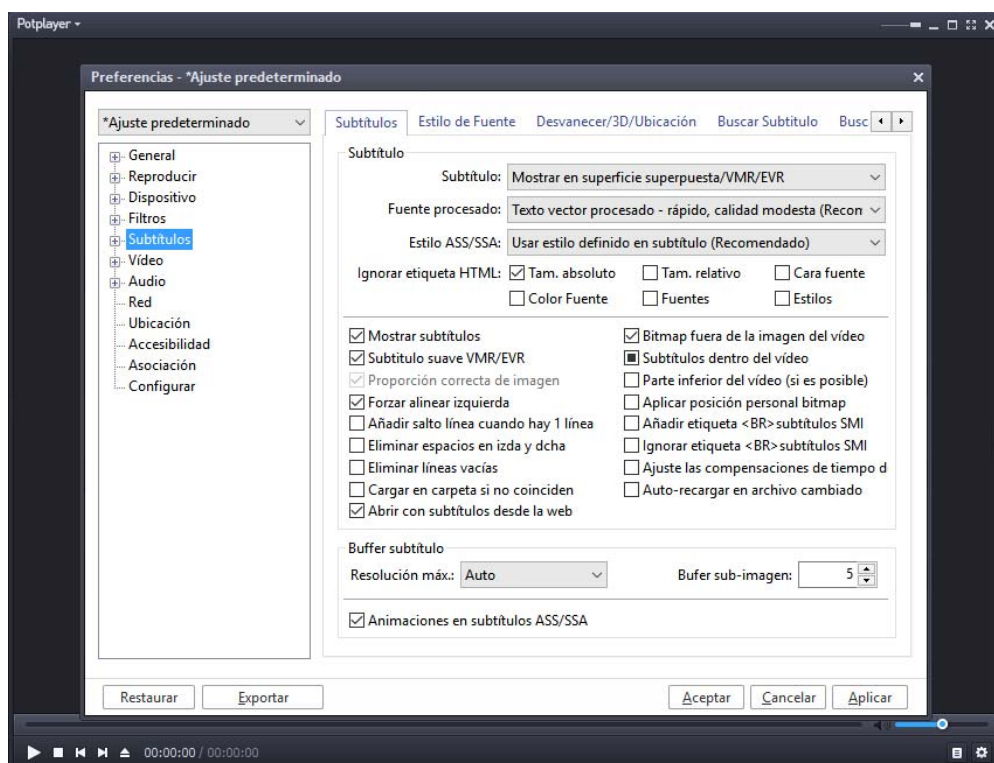 Potplayer
Preferencias - *Ajuste predeterminado
*Ajuste predeterminado
General
Reproducir
Dispositivo
Filtros
Subtítulos
Vídeo
Audio
Red
Ubicación
Accesibilidad
Asociación
Configurar
Subtítulos Estilo de Fuente Desvanecer/3D/Ubicación Buscar Subtitulo Busc
Subtítulo
Subtítulo: Mostrar en superficie superpuesta/VMR/EVR
Fuente procesado: Texto vector procesado - rápido, calidad modesta (Recon
Estilo ASS/SSA: Usar estilo definido en subtítulo (Recomendado)
Ignorar etiqueta HTML: Tam. absoluto Tam. relativo Cara fuente
Color Fuente Fuentes Estilos
Mostrar subtítulos
Subtitulo suave VMR/EVR
Proporción correcta de imagen
Forzar alinear izquierda
Añadir salto línea cuando hay 1 línea
Eliminar espacios en izda y dcha
Eliminar líneas vacías
Cargar en carpeta si no coinciden
Abrir con subtítulos desde la web
Bitmap fuera de la imagen del vídeo
Subtítulos dentro del vídeo
Parte inferior del vídeo (si es posible)
Aplicar posición personal bitmap
Añadir etiqueta <BR>subtítulos SMI
Ignorar etiqueta <BR>subtítulos SMI
Ajuste las compensaciones de tiempo d
Auto-recargar en archivo cambiado
Buffer subtítulo
Resolución máx.: Auto Bufer sub-imagen: 5
Animaciones en subtítulos ASS/SSA
Restaurar Exportar Aceptar Cancelar Aplicar
00:00:00 / 00:00:00